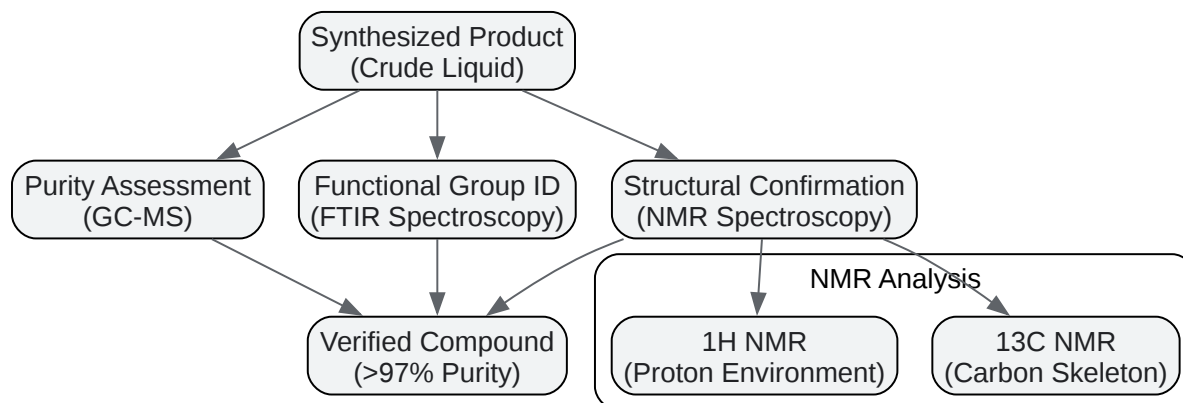 Synthesized Product
(Crude Liquid)
Purity Assessment
(GC-MS)
Functional Group ID
(FTIR Spectroscopy)
Structural Confirmation
(NMR Spectroscopy)
NMR Analysis
Verified Compound
(>97% Purity)
1H NMR
(Proton Environment)
13C NMR
(Carbon Skeleton)